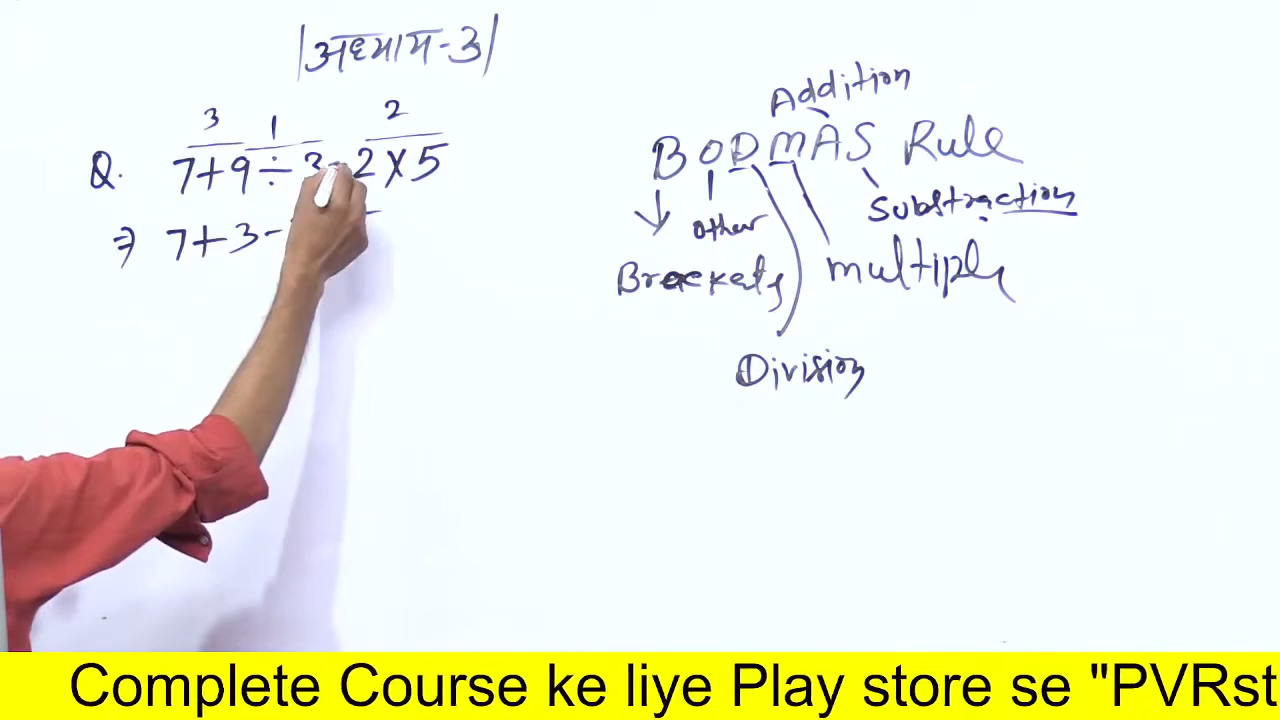 |अध्याय-3|
3 1 2
Q. 7+9÷3-2×5
⇒ 7+3-
Addition
BODMAS Rule
Substraction
other
Brackets
multiple
Division
Complete Course ke liye Play store se "PVRst